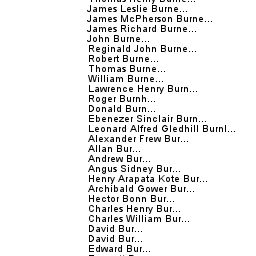 Thomas Henry Burne...
James Leslie Burne...
James McPherson Burne...
James Richard Burne...
John Burne...
Reginald John Burne...
Robert Burne...
Thomas Burne...
William Burne...
Lawrence Henry Burn...
Roger Burnh...
Donald Burn...
Ebenezer Sinclair Burn...
Leonard Alfred Gledhill Burnl...
Alexander Frew Bur...
Allan Bur...
Andrew Bur...
Angus Sidney Bur...
Henry Arapata Kote Bur...
Archibald Gower Bur...
Hector Bonn Bur...
Charles Henry Bur...
Charles William Bur...
David Bur...
David Bur...
Edward Bur...